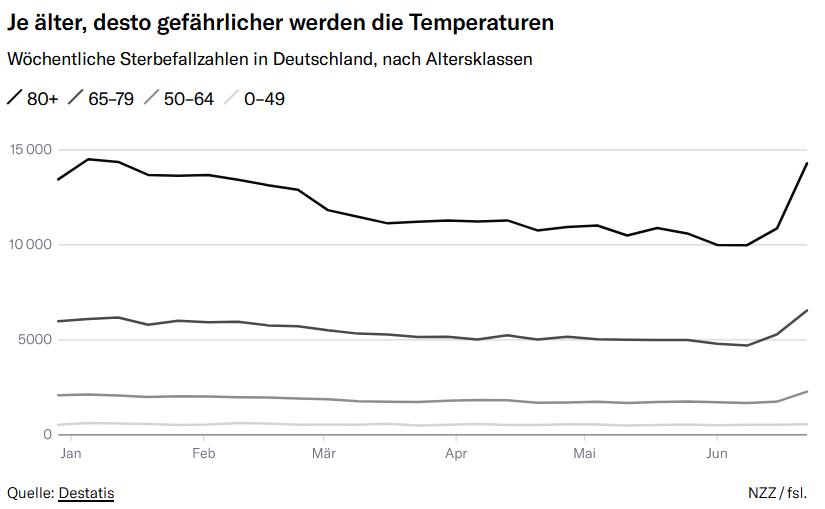 Je älter, desto gefährlicher werden die Temperaturen
Wöchentliche Sterbefallzahlen in Deutschland, nach Altersklassen
80+ 65–79 50–64 0–49
15 000
10 000
5000
0
Jan Feb Mär Apr Mai Jun
Quelle: Destatis NZZ / fsl.